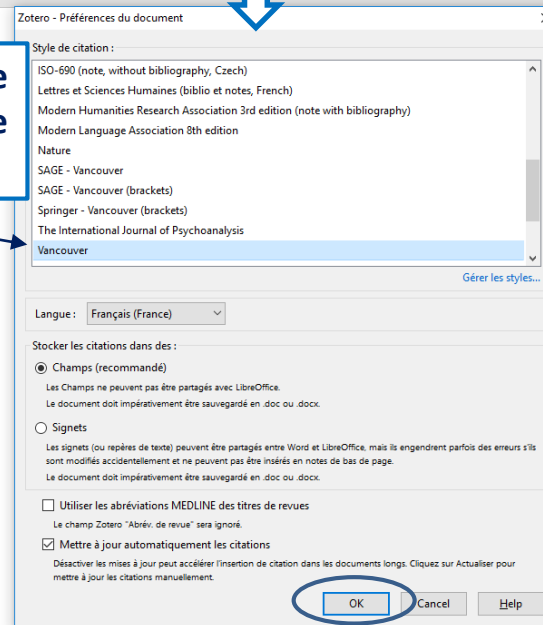 Zotero - Préférences du document
Style de citation :
ISO-690 (note, without bibliography, Czech)
Lettres et Sciences Humaines (biblio et notes, French)
Modern Humanities Research Association 3rd edition (note with bibliography)
Modern Language Association 8th edition
Nature
SAGE - Vancouver
SAGE - Vancouver (brackets)
Springer - Vancouver (brackets)
The International Journal of Psychoanalysis
Vancouver
Gérer les styles...
Langue : Français (France)
Stocker les citations dans des :
Champs (recommandé)
Les Champs ne peuvent pas être partagés avec LibreOffice.
Le document doit impérativement être sauvegardé en .doc ou .docx.
Signets
Les signets (ou repères de texte) peuvent être partagés entre Word et LibreOffice, mais ils engendrent parfois des erreurs s'ils
sont modifiés accidentellement et ne peuvent pas être insérés en notes de bas de page.
Le document doit impérativement être sauvegardé en .doc ou .docx.
Utiliser les abréviations MEDLINE des titres de revues
Le champ Zotero "Abrév. de revue" sera ignoré.
Mettre à jour automatiquement les citations
Désactiver les mises à jour peut accélérer l'insertion de citation dans les documents longs. Cliquez sur Actualiser pour
mettre à jour les citations manuellement.
OK Cancel Help